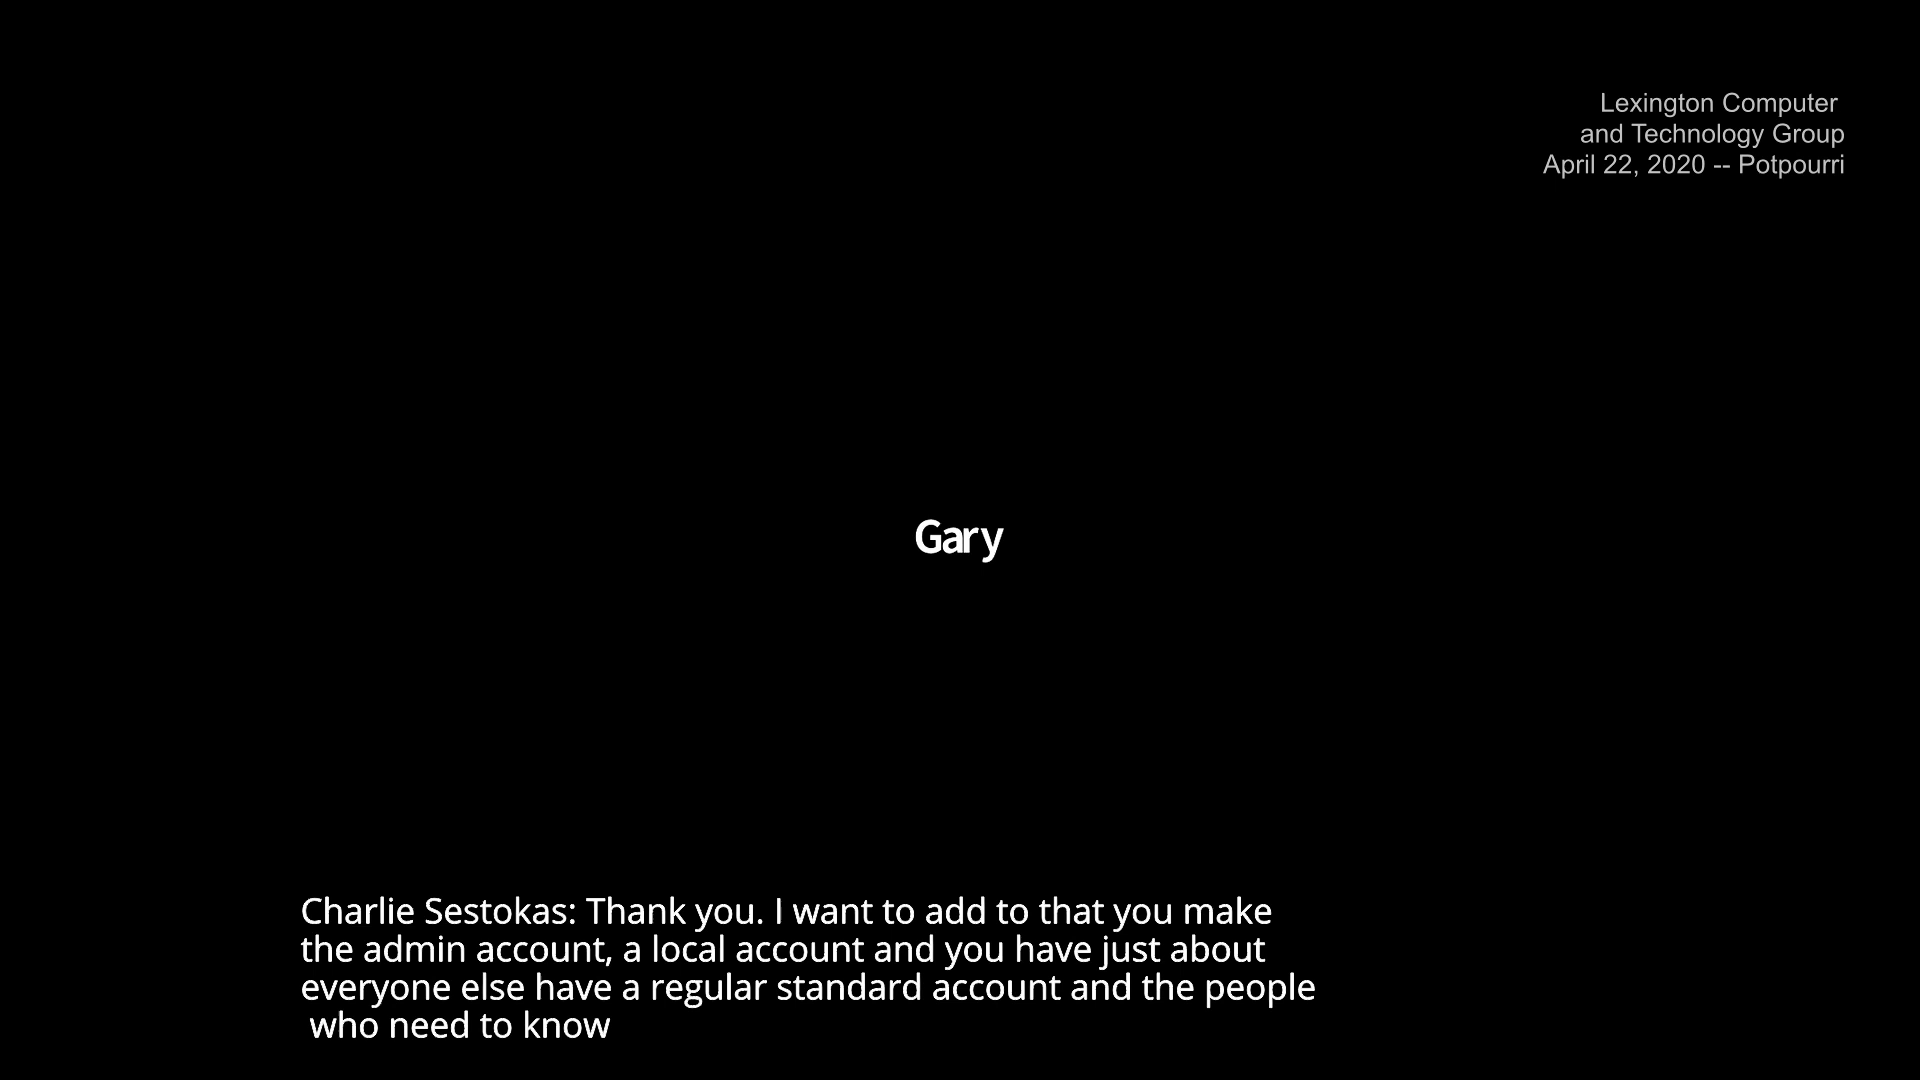 Lexington Computer
and Technology Group
April 22, 2020 -- Potpourri
Gary
Charlie Sestokas: Thank you. I want to add to that you make
the admin account, a local account and you have just about
everyone else have a regular standard account and the people
who need to know